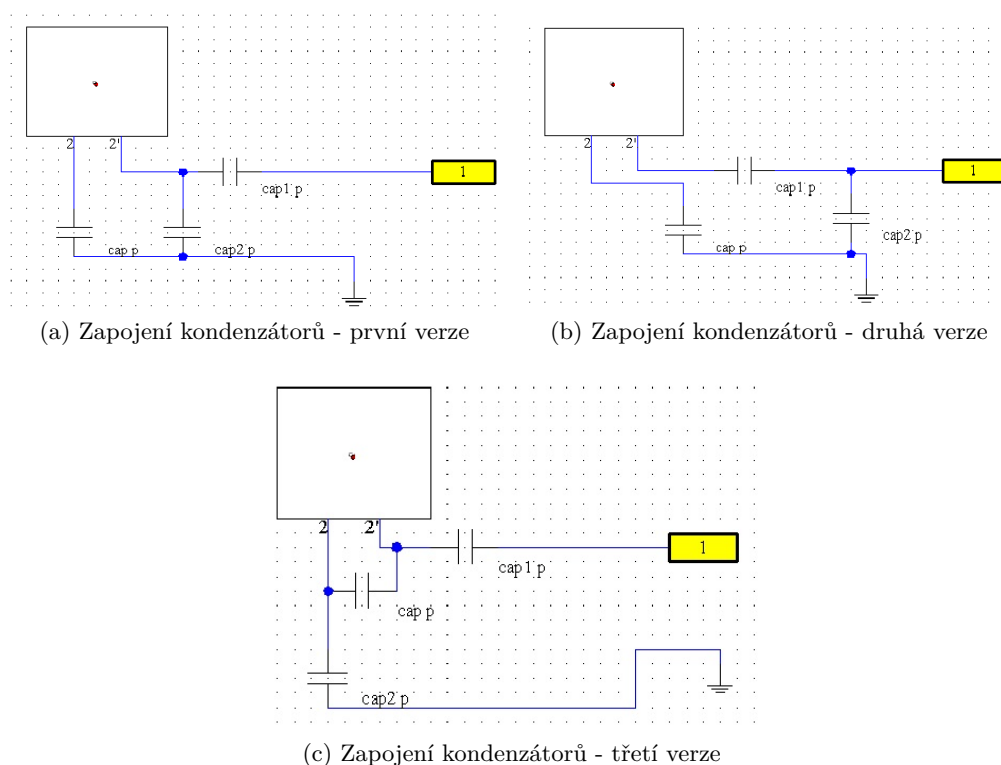 2 2'
1
cap1 p
cap p
cap2 p
(a) Zapojení kondenzátorů - první verze
2 2'
1
cap1 p
cap2 p
cap p
(b) Zapojení kondenzátorů - druhá verze
2 2'
1
cap1 p
cap p
cap2 p
(c) Zapojení kondenzátorů - třetí verze